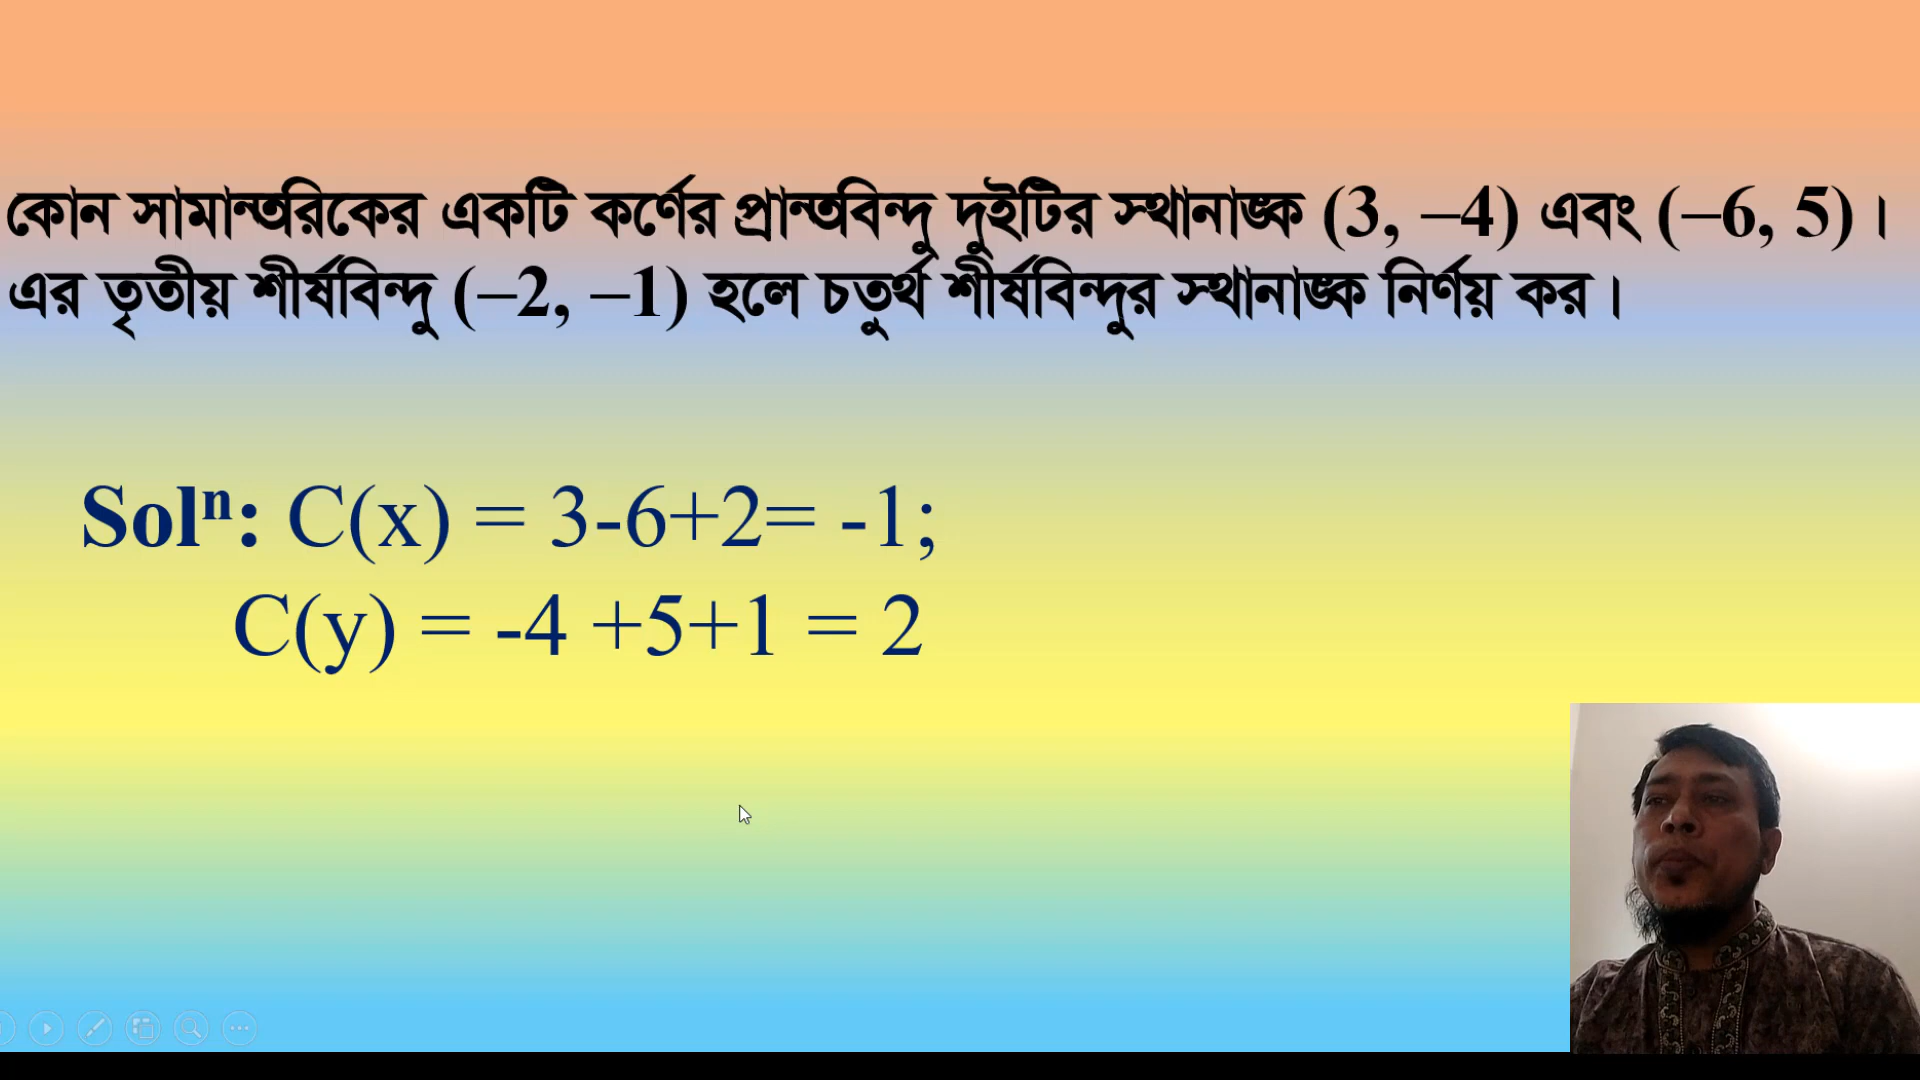 কোন সামান্তরিকের একটি কর্ণের প্রান্তবিন্দু দুইটির স্থানাঙ্ক (3, –4) এবং (–6, 5)।
এর তৃতীয় শীর্ষবিন্দু (–2, –1) হলে চতুর্থ শীর্ষবিন্দুর স্থানাঙ্ক নির্ণয় কর।
Solⁿ: C(x) = 3-6+2= -1;
C(y) = -4 +5+1 = 2